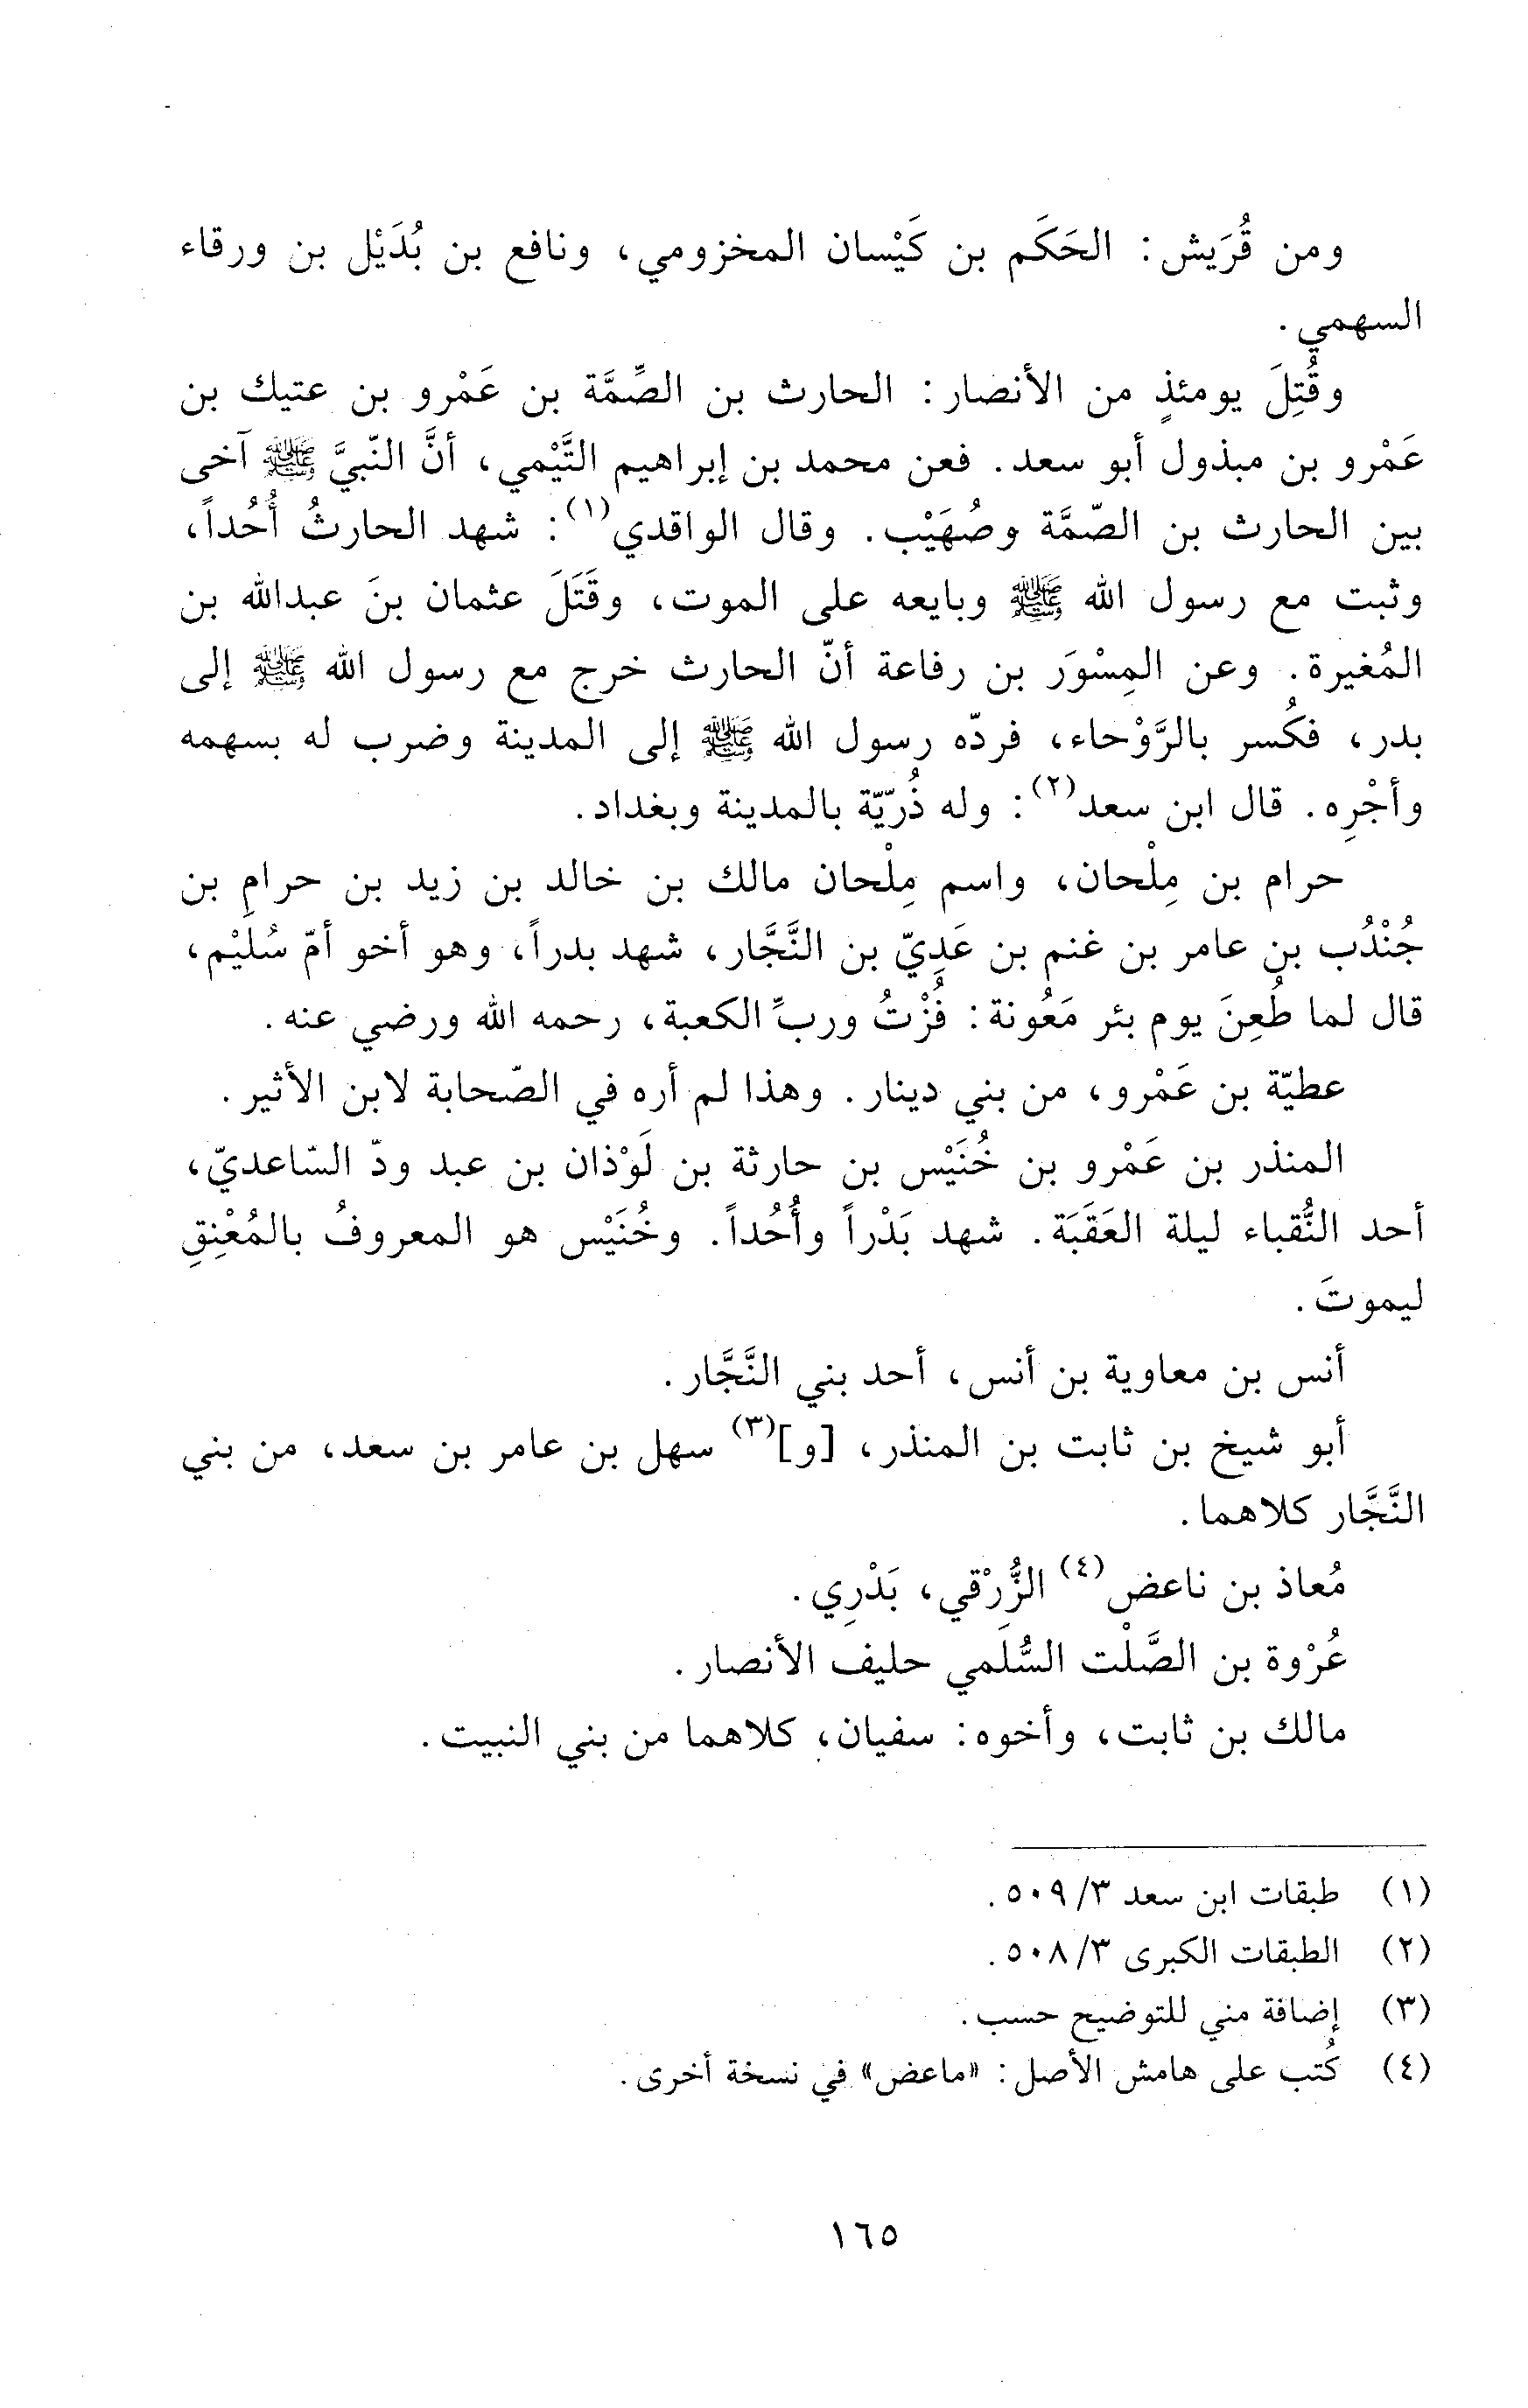 ومن قُرَيش: الحَكَم بن كَيْسان المخزومي، ونافع بن بُدَيْل بن ورقاء
السهمي.
وقُتِلَ يومئذٍ من الأنصار: الحارث بن الصِّمَّة بن عَمْرو بن عتيك بن
عَمْرو بن مبذول أبو سعد. فعن محمد بن إبراهيم التَّيْمي، أنَّ النّبيَّ ﷺ آخى
بين الحارث بن الصّمَّة وصُهَيْب. وقال الواقدي(١): شهد الحارثُ أُحُداً،
وثبت مع رسول الله ﷺ وبايعه على الموت، وقَتَلَ عثمان بنَ عبدالله بن
المُغيرة. وعن المِسْوَر بن رفاعة أنّ الحارث خرج مع رسول الله ﷺ إلى
بدر، فكُسر بالرَّوْحاء، فردّه رسول الله ﷺ إلى المدينة وضرب له بسهمه
وأجْرِه. قال ابن سعد(٢): وله ذُرّيّة بالمدينة وبغداد.
حرام بن مِلْحان، واسم مِلْحان مالك بن خالد بن زيد بن حرامِ بن
جُنْدُب بن عامر بن غنم بن عَدِيّ بن النَّجَّار، شهد بدراً، وهو أخو أمّ سُلَيْم،
قال لما طُعِنَ يوم بئر مَعُونة: فُزْتُ وربِّ الكعبة، رحمه الله ورضي عنه.
عطيّة بن عَمْرو، من بني دينار. وهذا لم أره في الصّحابة لابن الأثير.
المنذر بن عَمْرو بن خُنَيْس بن حارثة بن لَوْذان بن عبد ودّ السّاعديّ،
أحد النُّقباء ليلة العَقَبَة. شهد بَدْراً وأُحُداً. وخُنَيْس هو المعروفُ بالمُعْنِقِ
ليموتَ.
أنس بن معاوية بن أنس، أحد بني النَّجَّار.
أبو شيخ بن ثابت بن المنذر، [و](٣) سهل بن عامر بن سعد، من بني
النَّجَّار كلاهما.
مُعاذ بن ناعض(٤) الزُّرْقي، بَدْرِي.
عُرْوة بن الصَّلْت السُّلَمي حليف الأنصار.
مالك بن ثابت، وأخوه: سفيان، كلاهما من بني النبيت.
(١) طبقات ابن سعد ٣/ ٥٠٩.
(٢) الطبقات الكبرى ٣/ ٥٠٨.
(٣) إضافة مني للتوضيح حسب.
(٤) كُتب على هامش الأصل: «ماعض» في نسخة أخرى.
١٦٥